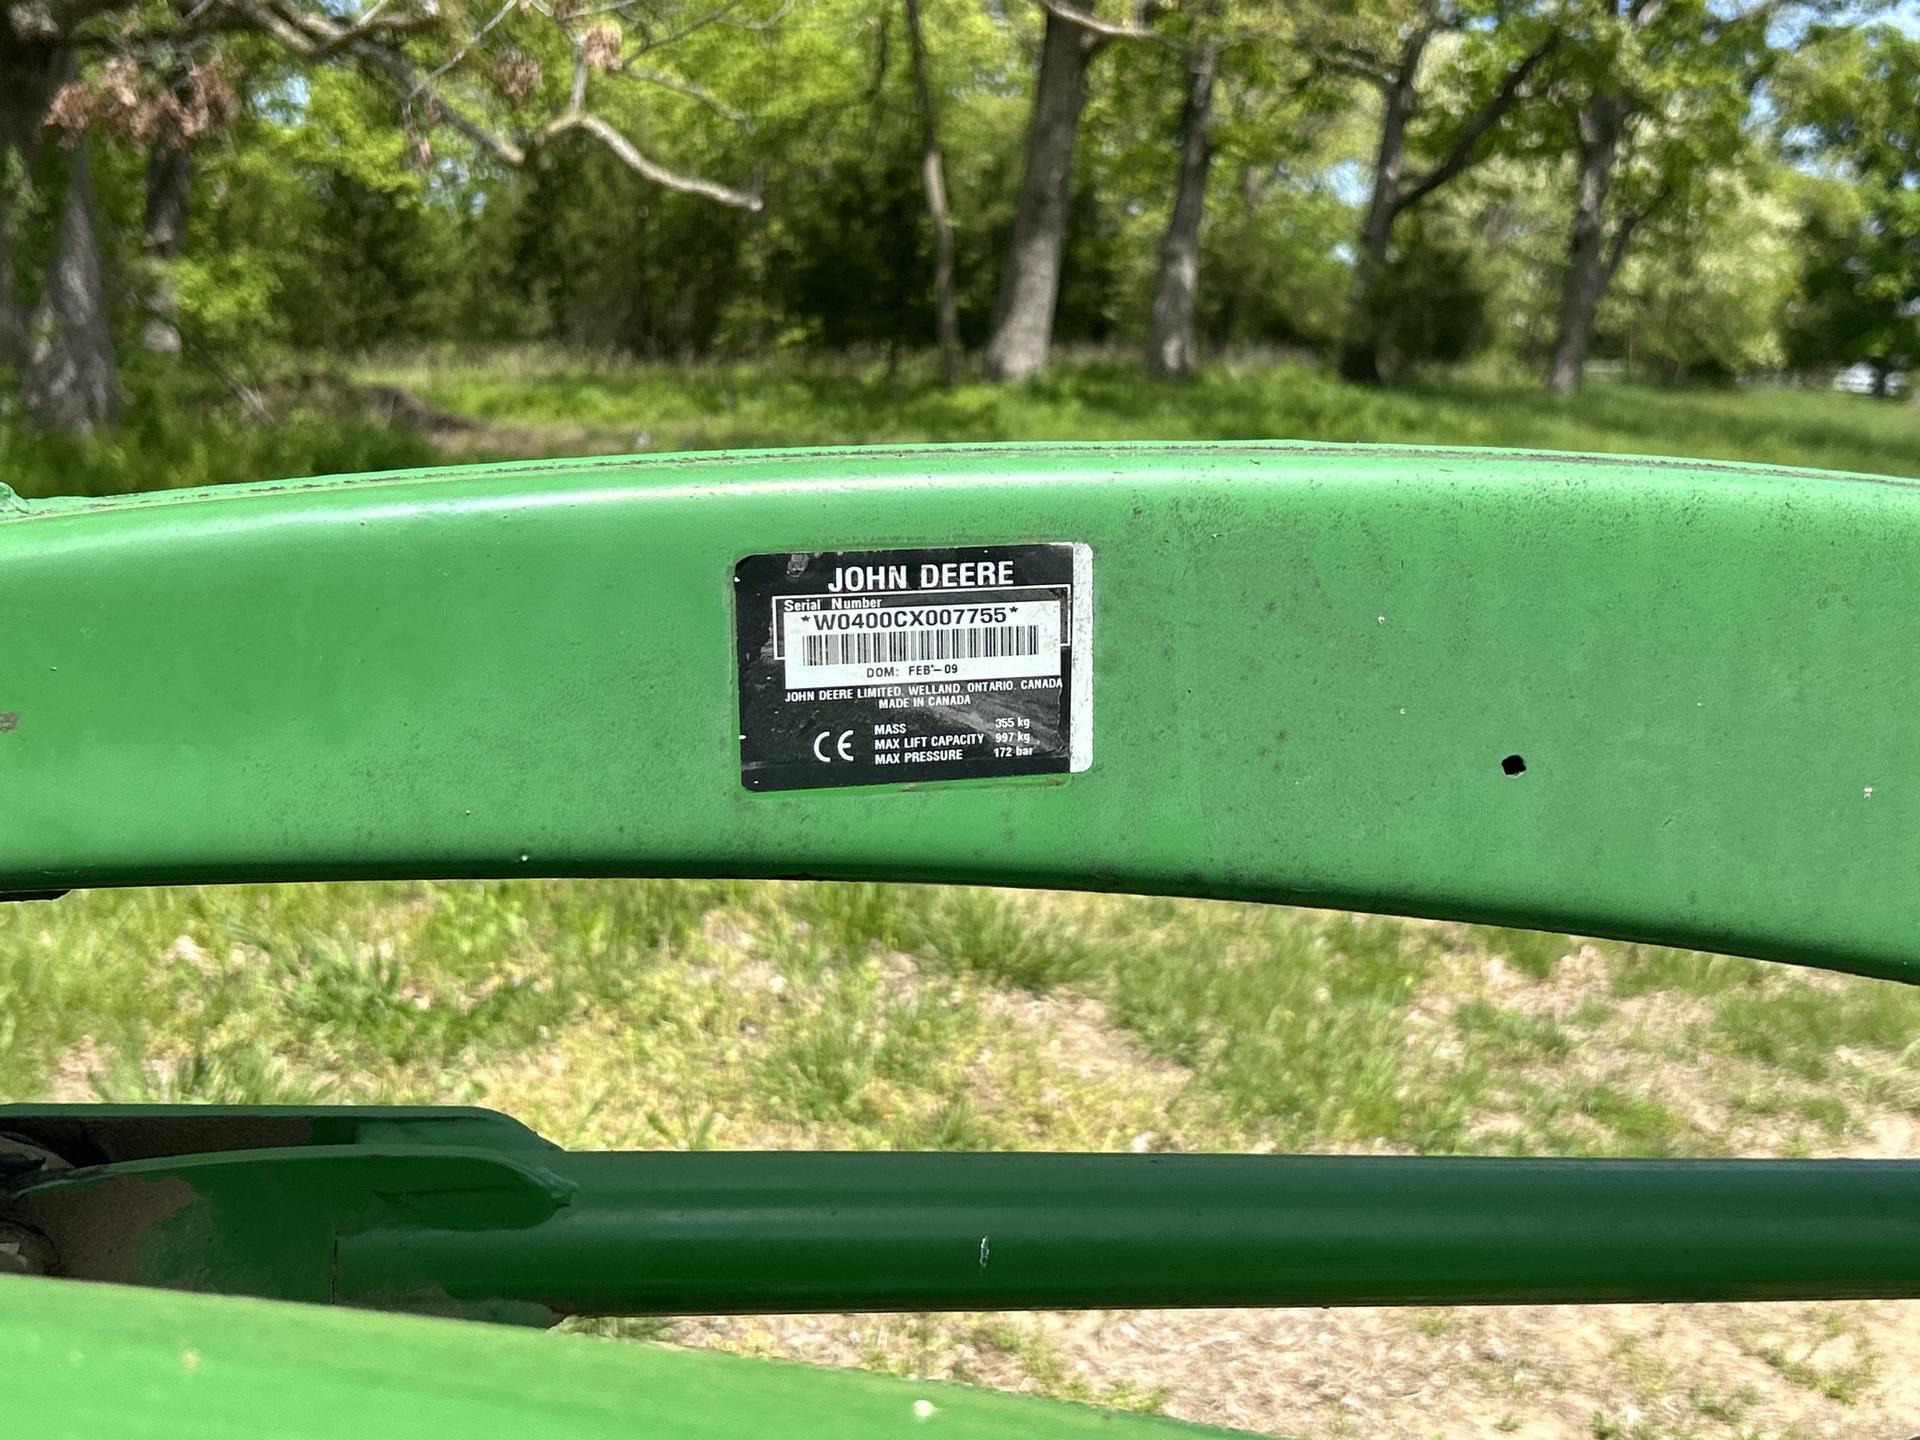 JOHN DEERE
Serial Number
*W0400CX007755*
DOM: FEB-09
JOHN DEERE LIMITED, WELLAND, ONTARIO, CANADA
MADE IN CANADA
CE
MASS 355 kg
MAX LIFT CAPACITY 997 kg
MAX PRESSURE 172 bar